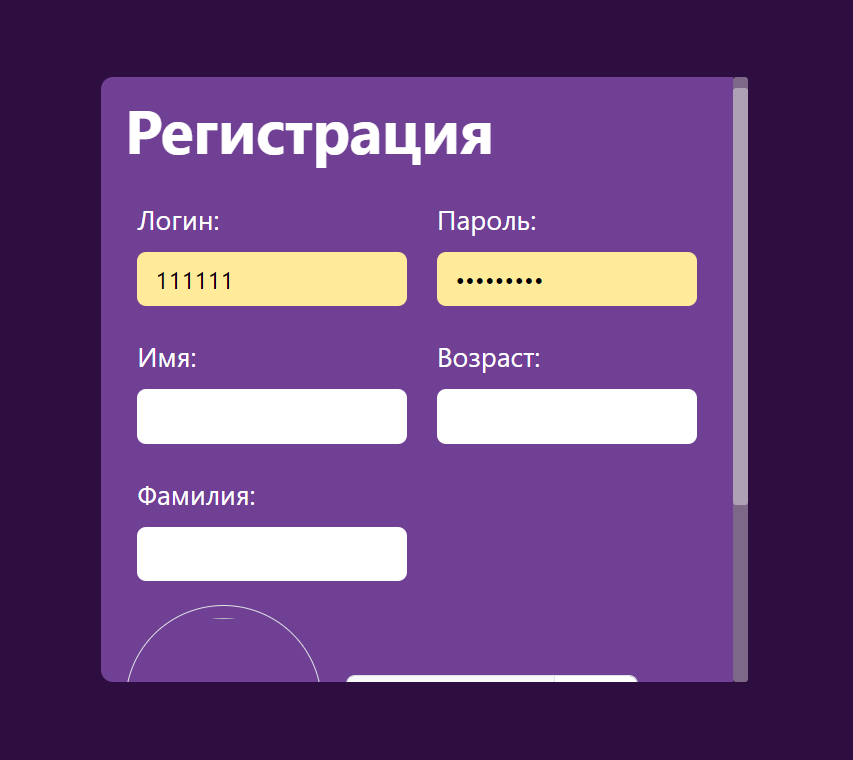 Регистрация
Логин: Пароль:
111111 •••••••••
Имя: Возраст:
Фамилия: